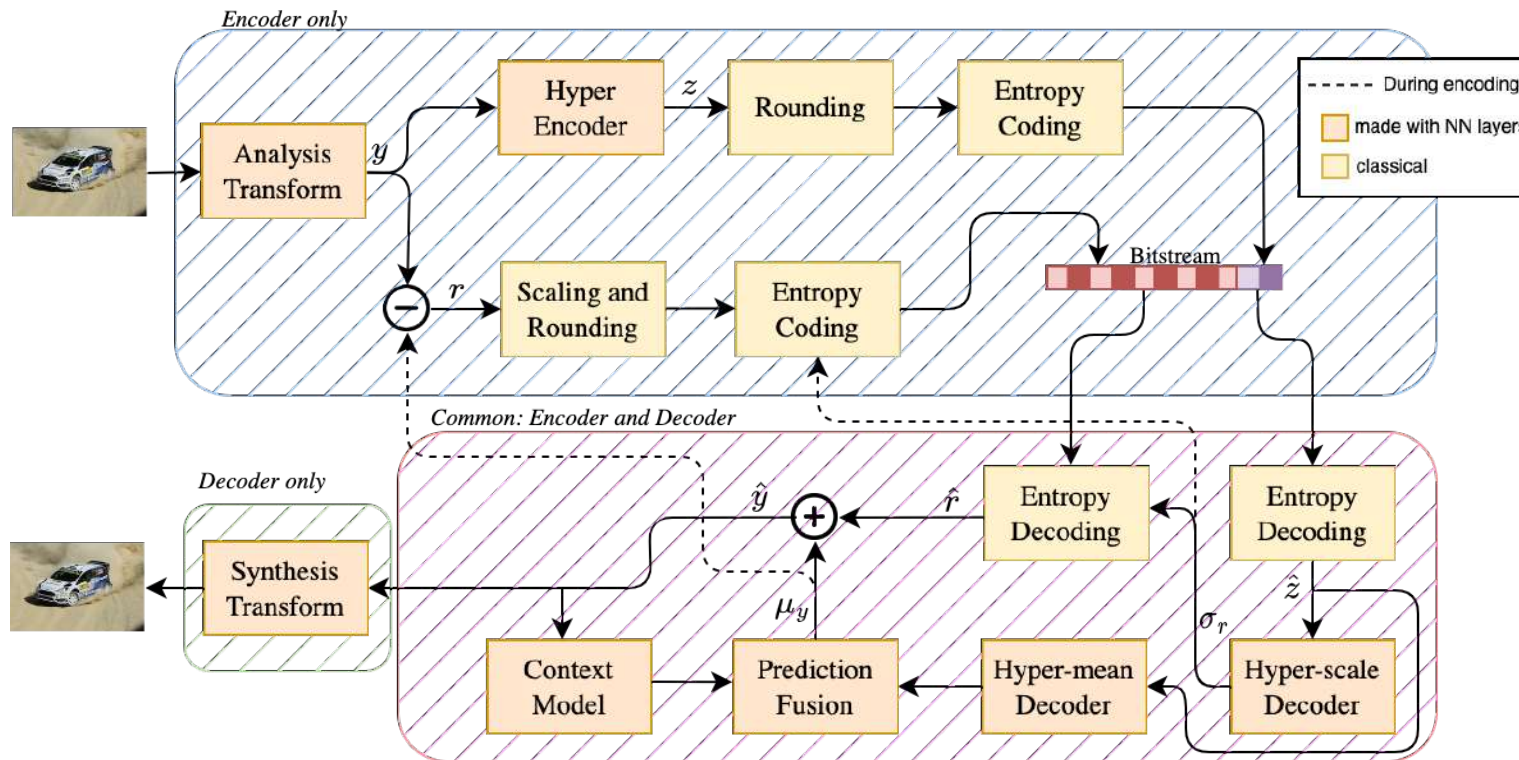 Encoder only
Hyper
Encoder
z
Rounding
Entropy
Coding
During encoding
made with NN layers
classical
Analysis
Transform
y
Bitstream
r
Scaling and
Rounding
Entropy
Coding
−
Common: Encoder and Decoder
Decoder only
Synthesis
Transform
ŷ
+
r̂
Entropy
Decoding
Entropy
Decoding
ẑ
μ_y
σ_r
Context
Model
Prediction
Fusion
Hyper-mean
Decoder
Hyper-scale
Decoder